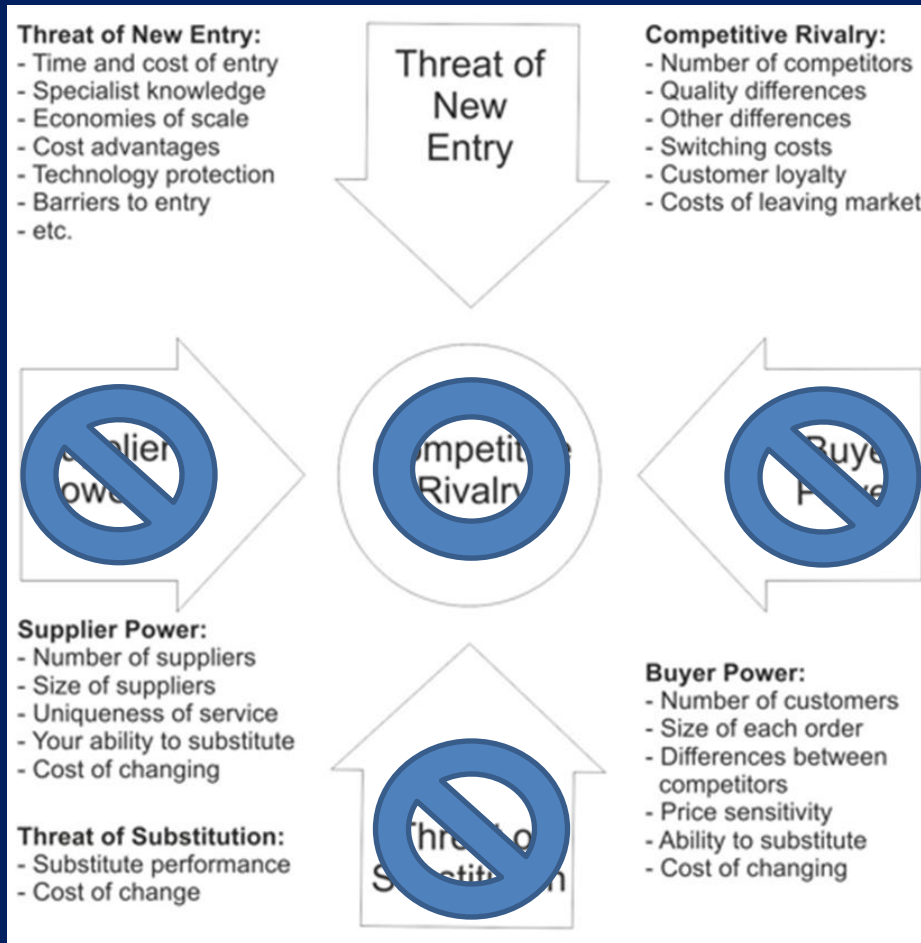 Threat of New Entry:
- Time and cost of entry
- Specialist knowledge
- Economies of scale
- Cost advantages
- Technology protection
- Barriers to entry
- etc.
Threat of
New
Entry
Competitive Rivalry:
- Number of competitors
- Quality differences
- Other differences
- Switching costs
- Customer loyalty
- Costs of leaving market
Rivalry
Supplier Power:
- Number of suppliers
- Size of suppliers
- Uniqueness of service
- Your ability to substitute
- Cost of changing
Threat of Substitution:
- Substitute performance
- Cost of change
Buyer Power:
- Number of customers
- Size of each order
- Differences between
competitors
- Price sensitivity
- Ability to substitute
- Cost of changing